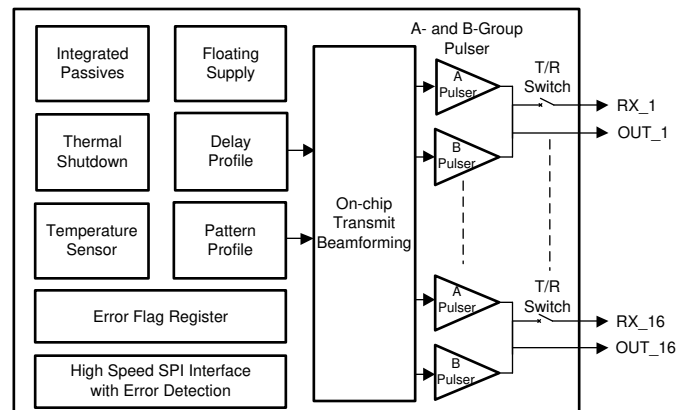 A- and B-Group
Pulser
Integrated
Passives
Floating
Supply
Thermal
Shutdown
Delay
Profile
Temperature
Sensor
Pattern
Profile
Error Flag Register
High Speed SPI Interface
with Error Detection
On-chip
Transmit
Beamforming
A
Pulser
B
Pulser
T/R
Switch
RX_1
OUT_1
A
Pulser
B
Pulser
T/R
Switch
RX_16
OUT_16